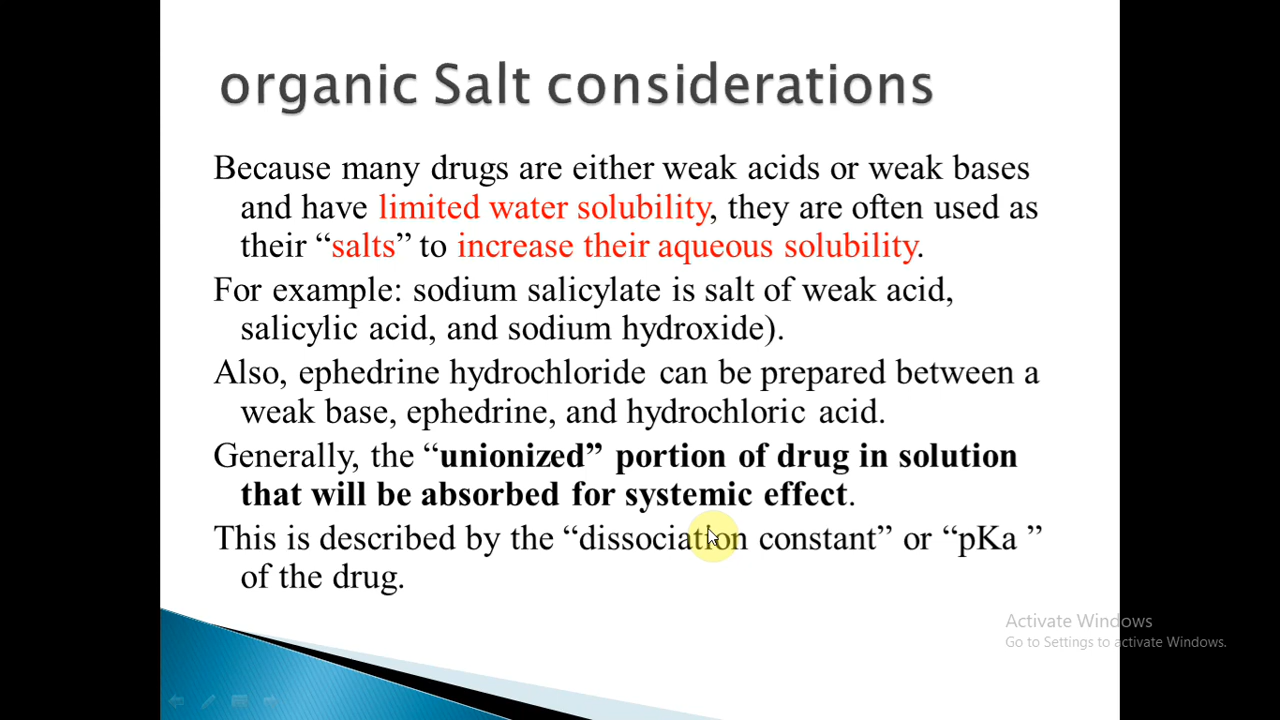 organic Salt considerations
Because many drugs are either weak acids or weak bases
and have limited water solubility, they are often used as
their “salts” to increase their aqueous solubility.
For example: sodium salicylate is salt of weak acid,
salicylic acid, and sodium hydroxide).
Also, ephedrine hydrochloride can be prepared between a
weak base, ephedrine, and hydrochloric acid.
Generally, the “unionized” portion of drug in solution
that will be absorbed for systemic effect.
This is described by the “dissociation constant” or “pKa ”
of the drug.
Activate Windows
Go to Settings to activate Windows.